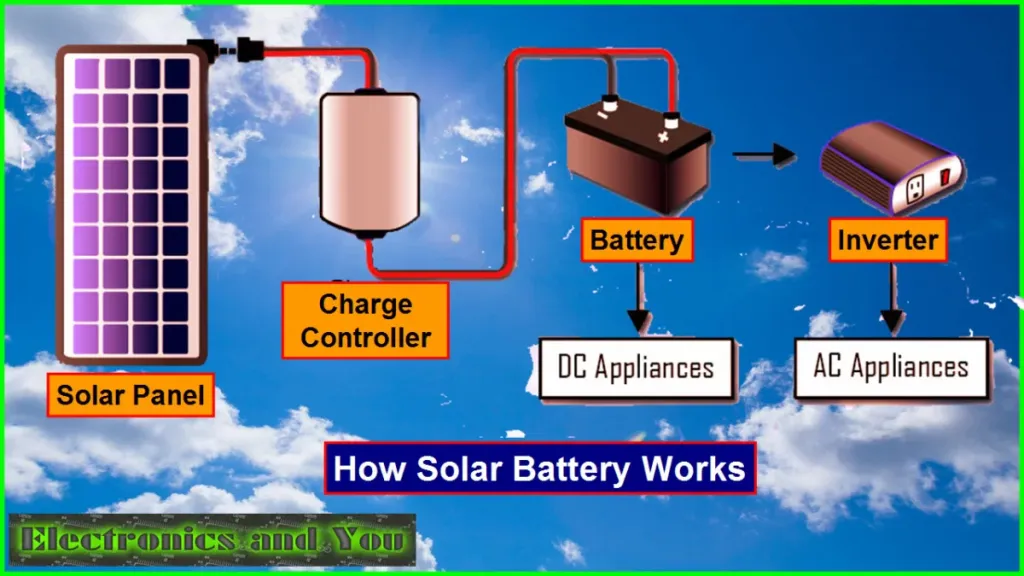 Battery
Inverter
Charge
Controller
Solar Panel
DC Appliances
AC Appliances
How Solar Battery Works
Electronics and You